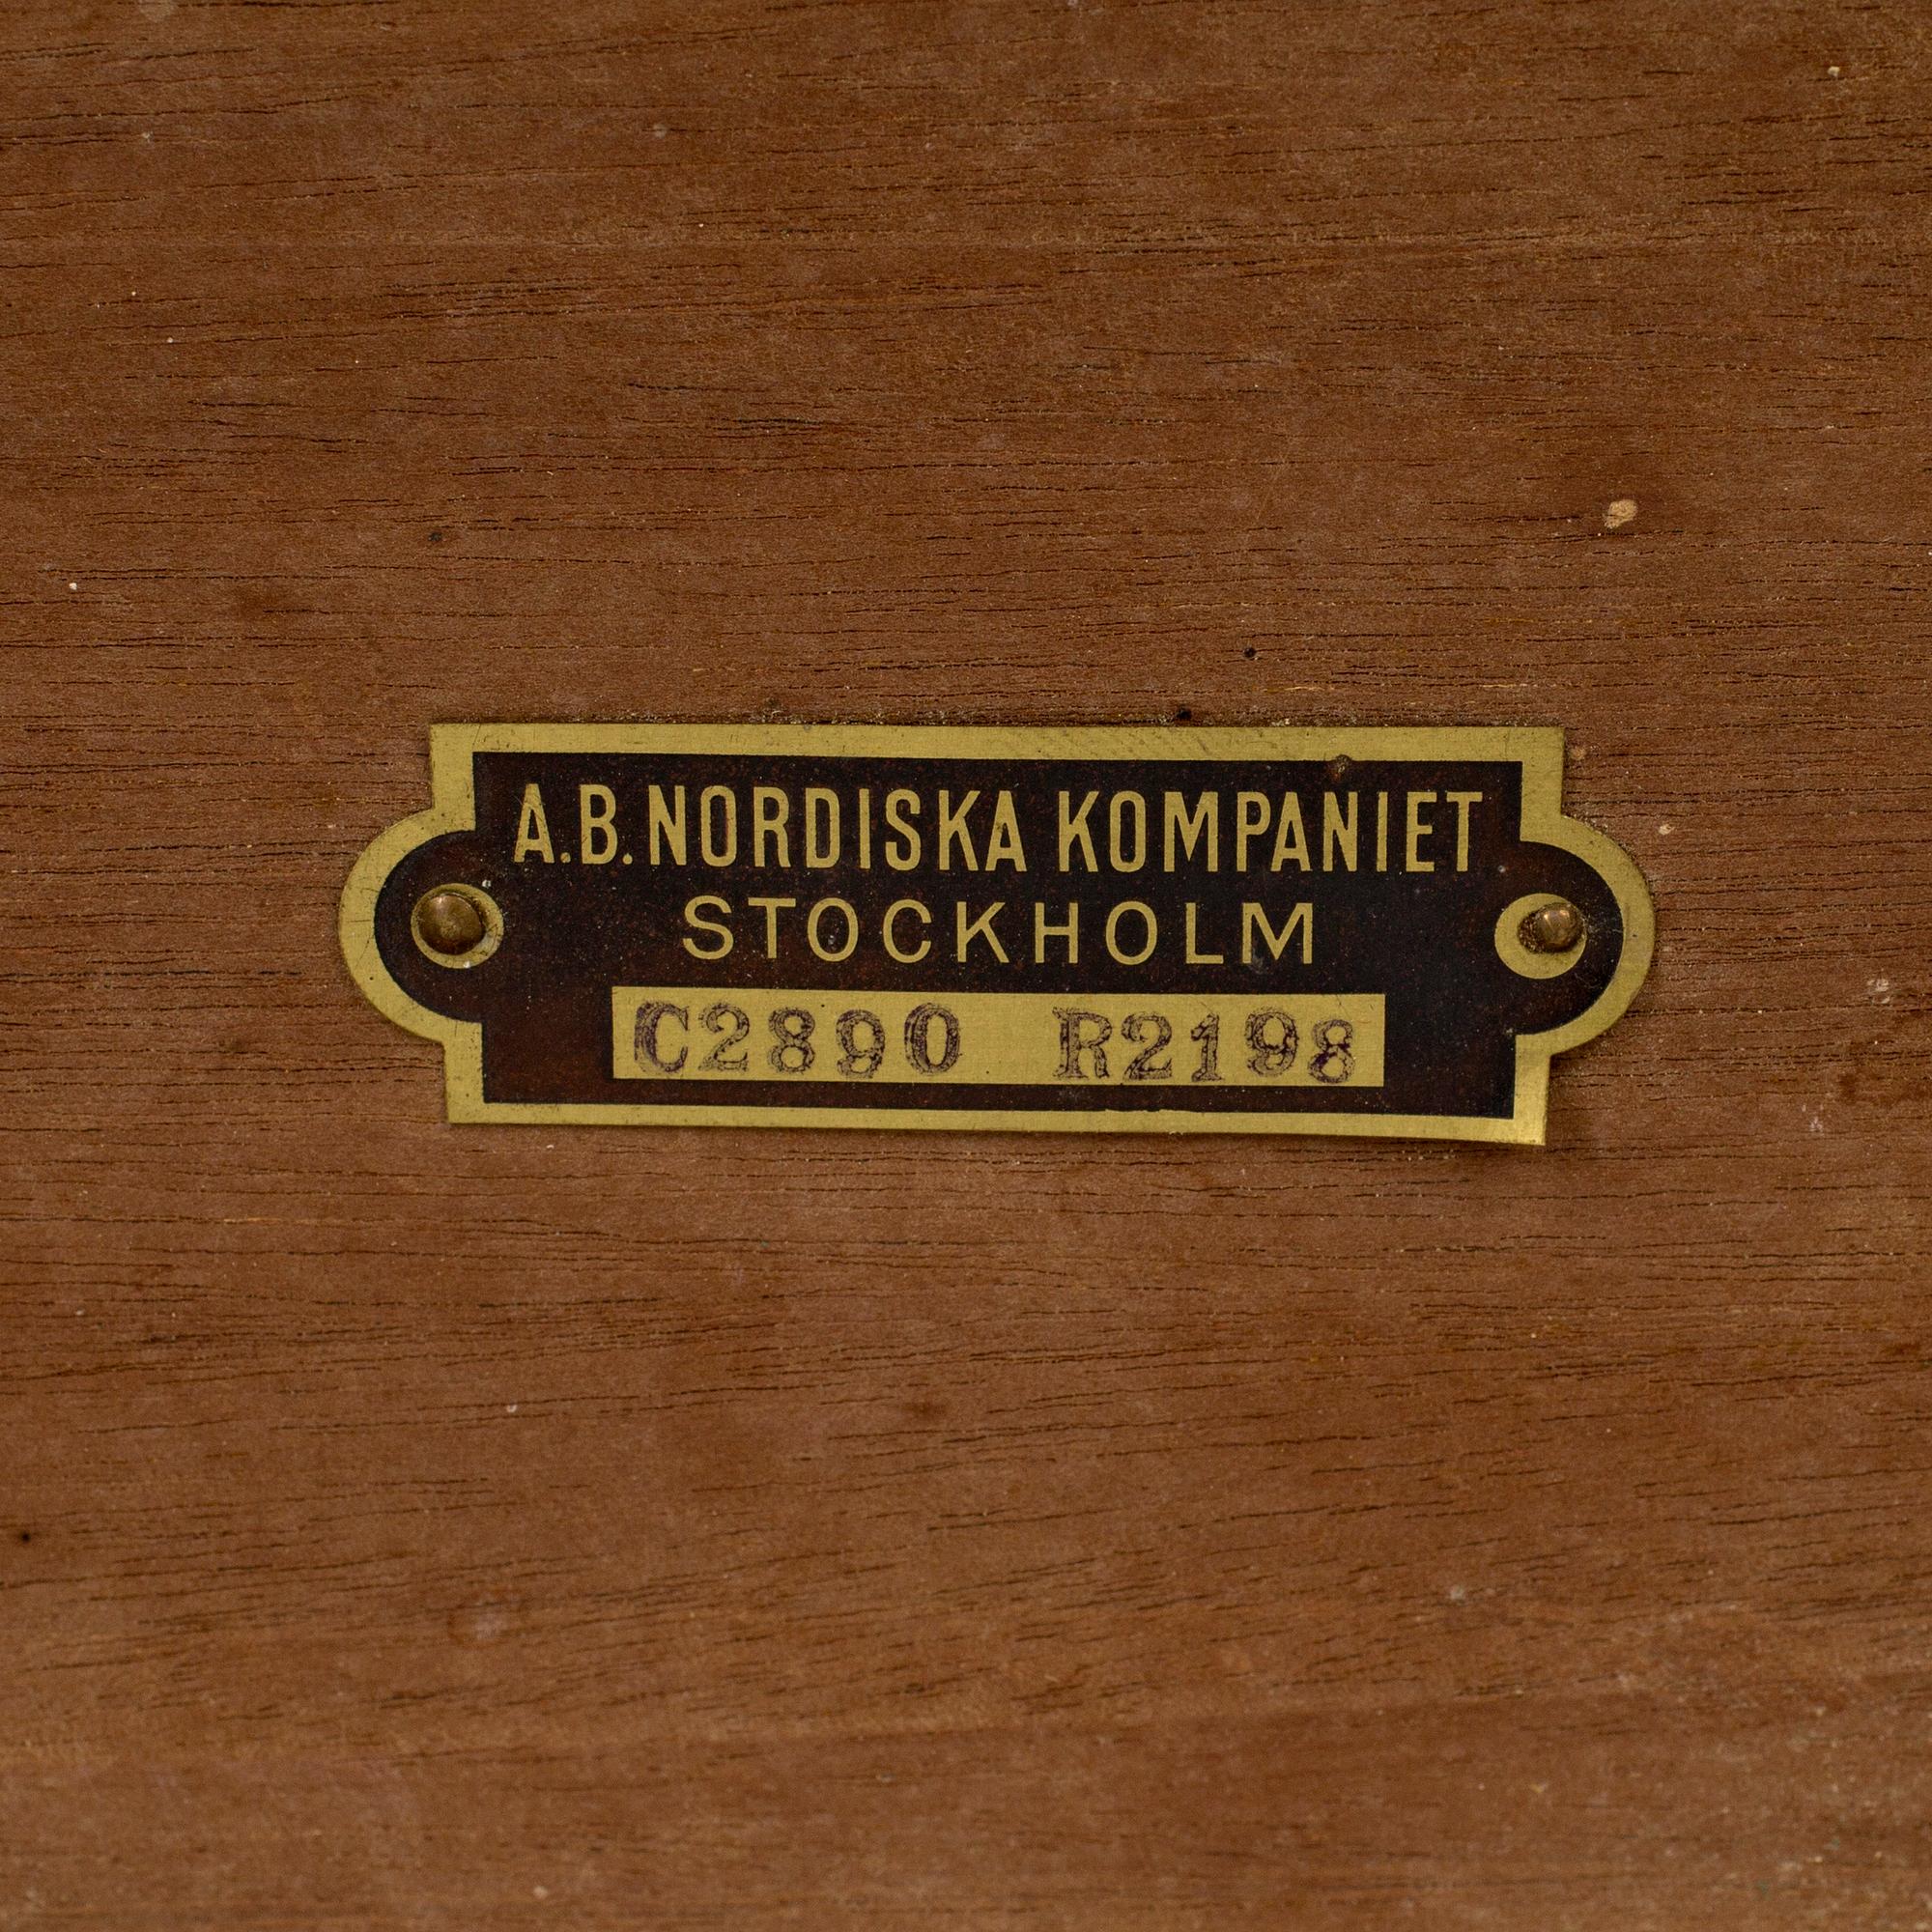 A.B. NORDISKA KOMPANIET
STOCKHOLM
C2890 R2198